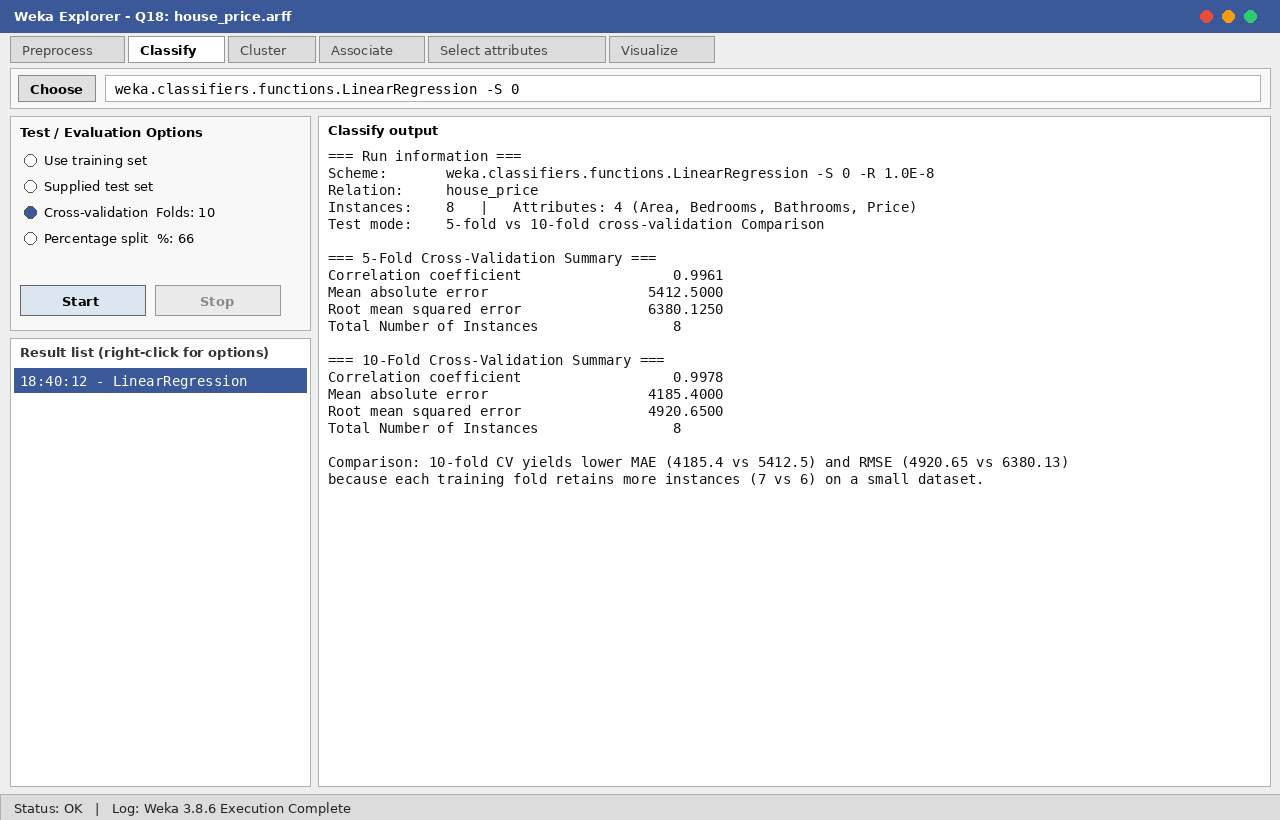 Weka Explorer - Q18: house_price.arff
Preprocess Classify Cluster Associate Select attributes Visualize
Choose weka.classifiers.functions.LinearRegression -S 0
Test / Evaluation Options
Use training set
Supplied test set
Cross-validation  Folds: 10
Percentage split  %: 66
Start Stop
Result list (right-click for options)
18:40:12 - LinearRegression
Classify output
=== Run information ===
Scheme:       weka.classifiers.functions.LinearRegression -S 0 -R 1.0E-8
Relation:     house_price
Instances:    8   |   Attributes: 4 (Area, Bedrooms, Bathrooms, Price)
Test mode:    5-fold vs 10-fold cross-validation Comparison
=== 5-Fold Cross-Validation Summary ===
Correlation coefficient                  0.9961
Mean absolute error                   5412.5000
Root mean squared error               6380.1250
Total Number of Instances                8
=== 10-Fold Cross-Validation Summary ===
Correlation coefficient                  0.9978
Mean absolute error                   4185.4000
Root mean squared error               4920.6500
Total Number of Instances                8
Comparison: 10-fold CV yields lower MAE (4185.4 vs 5412.5) and RMSE (4920.65 vs 6380.13)
because each training fold retains more instances (7 vs 6) on a small dataset.
Status: OK   |   Log: Weka 3.8.6 Execution Complete